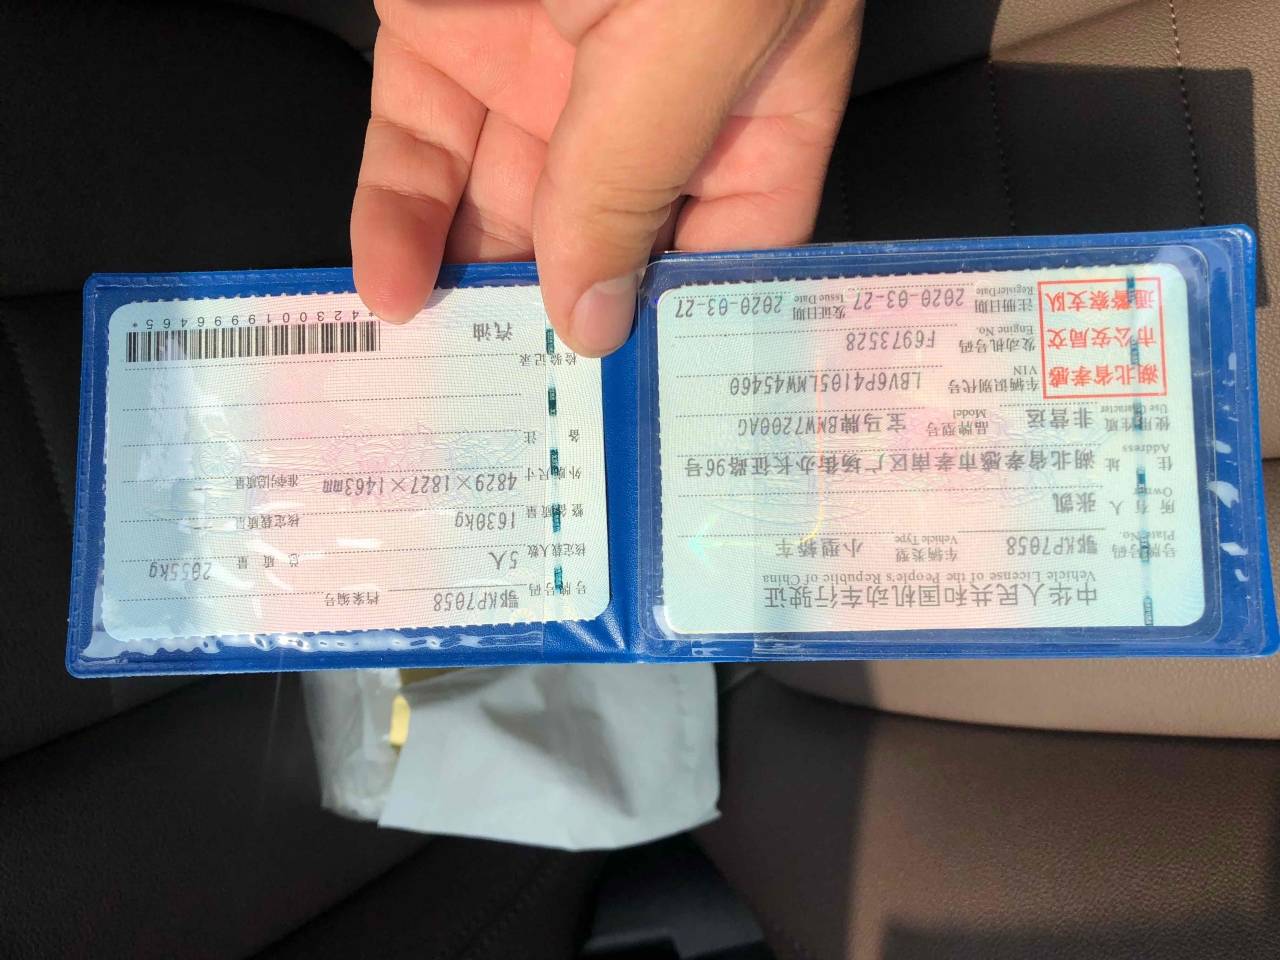 中华人民共和国机动车行驶证
Vehicle License of the People's Republic of China
号牌号码 鄂KP7058 车辆类型 小型轿车
Plate No. Vehicle Type
所有人 张凯
Owner
住址 湖北省孝感市孝南区广场街办长征路96号
Address
使用性质 非营运 品牌型号 宝马牌BMW7200AG
Use Character Model
湖北省孝感
市公安局交
通警察支队
车辆识别代号 LBV6P4105LMW45460
VIN
发动机号码 F6973528
Engine No.
注册日期 2020-03-27 发证日期 2020-03-27
Register Date Issue Date
号牌号码 鄂KP7058 档案编号
核定载人数 5人 总质量 2055kg
整备质量 1630kg 核定载质量
外廓尺寸 4829×1827×1463mm 准牵引总质量
备注
检验记录
汽油
*4230019996465*